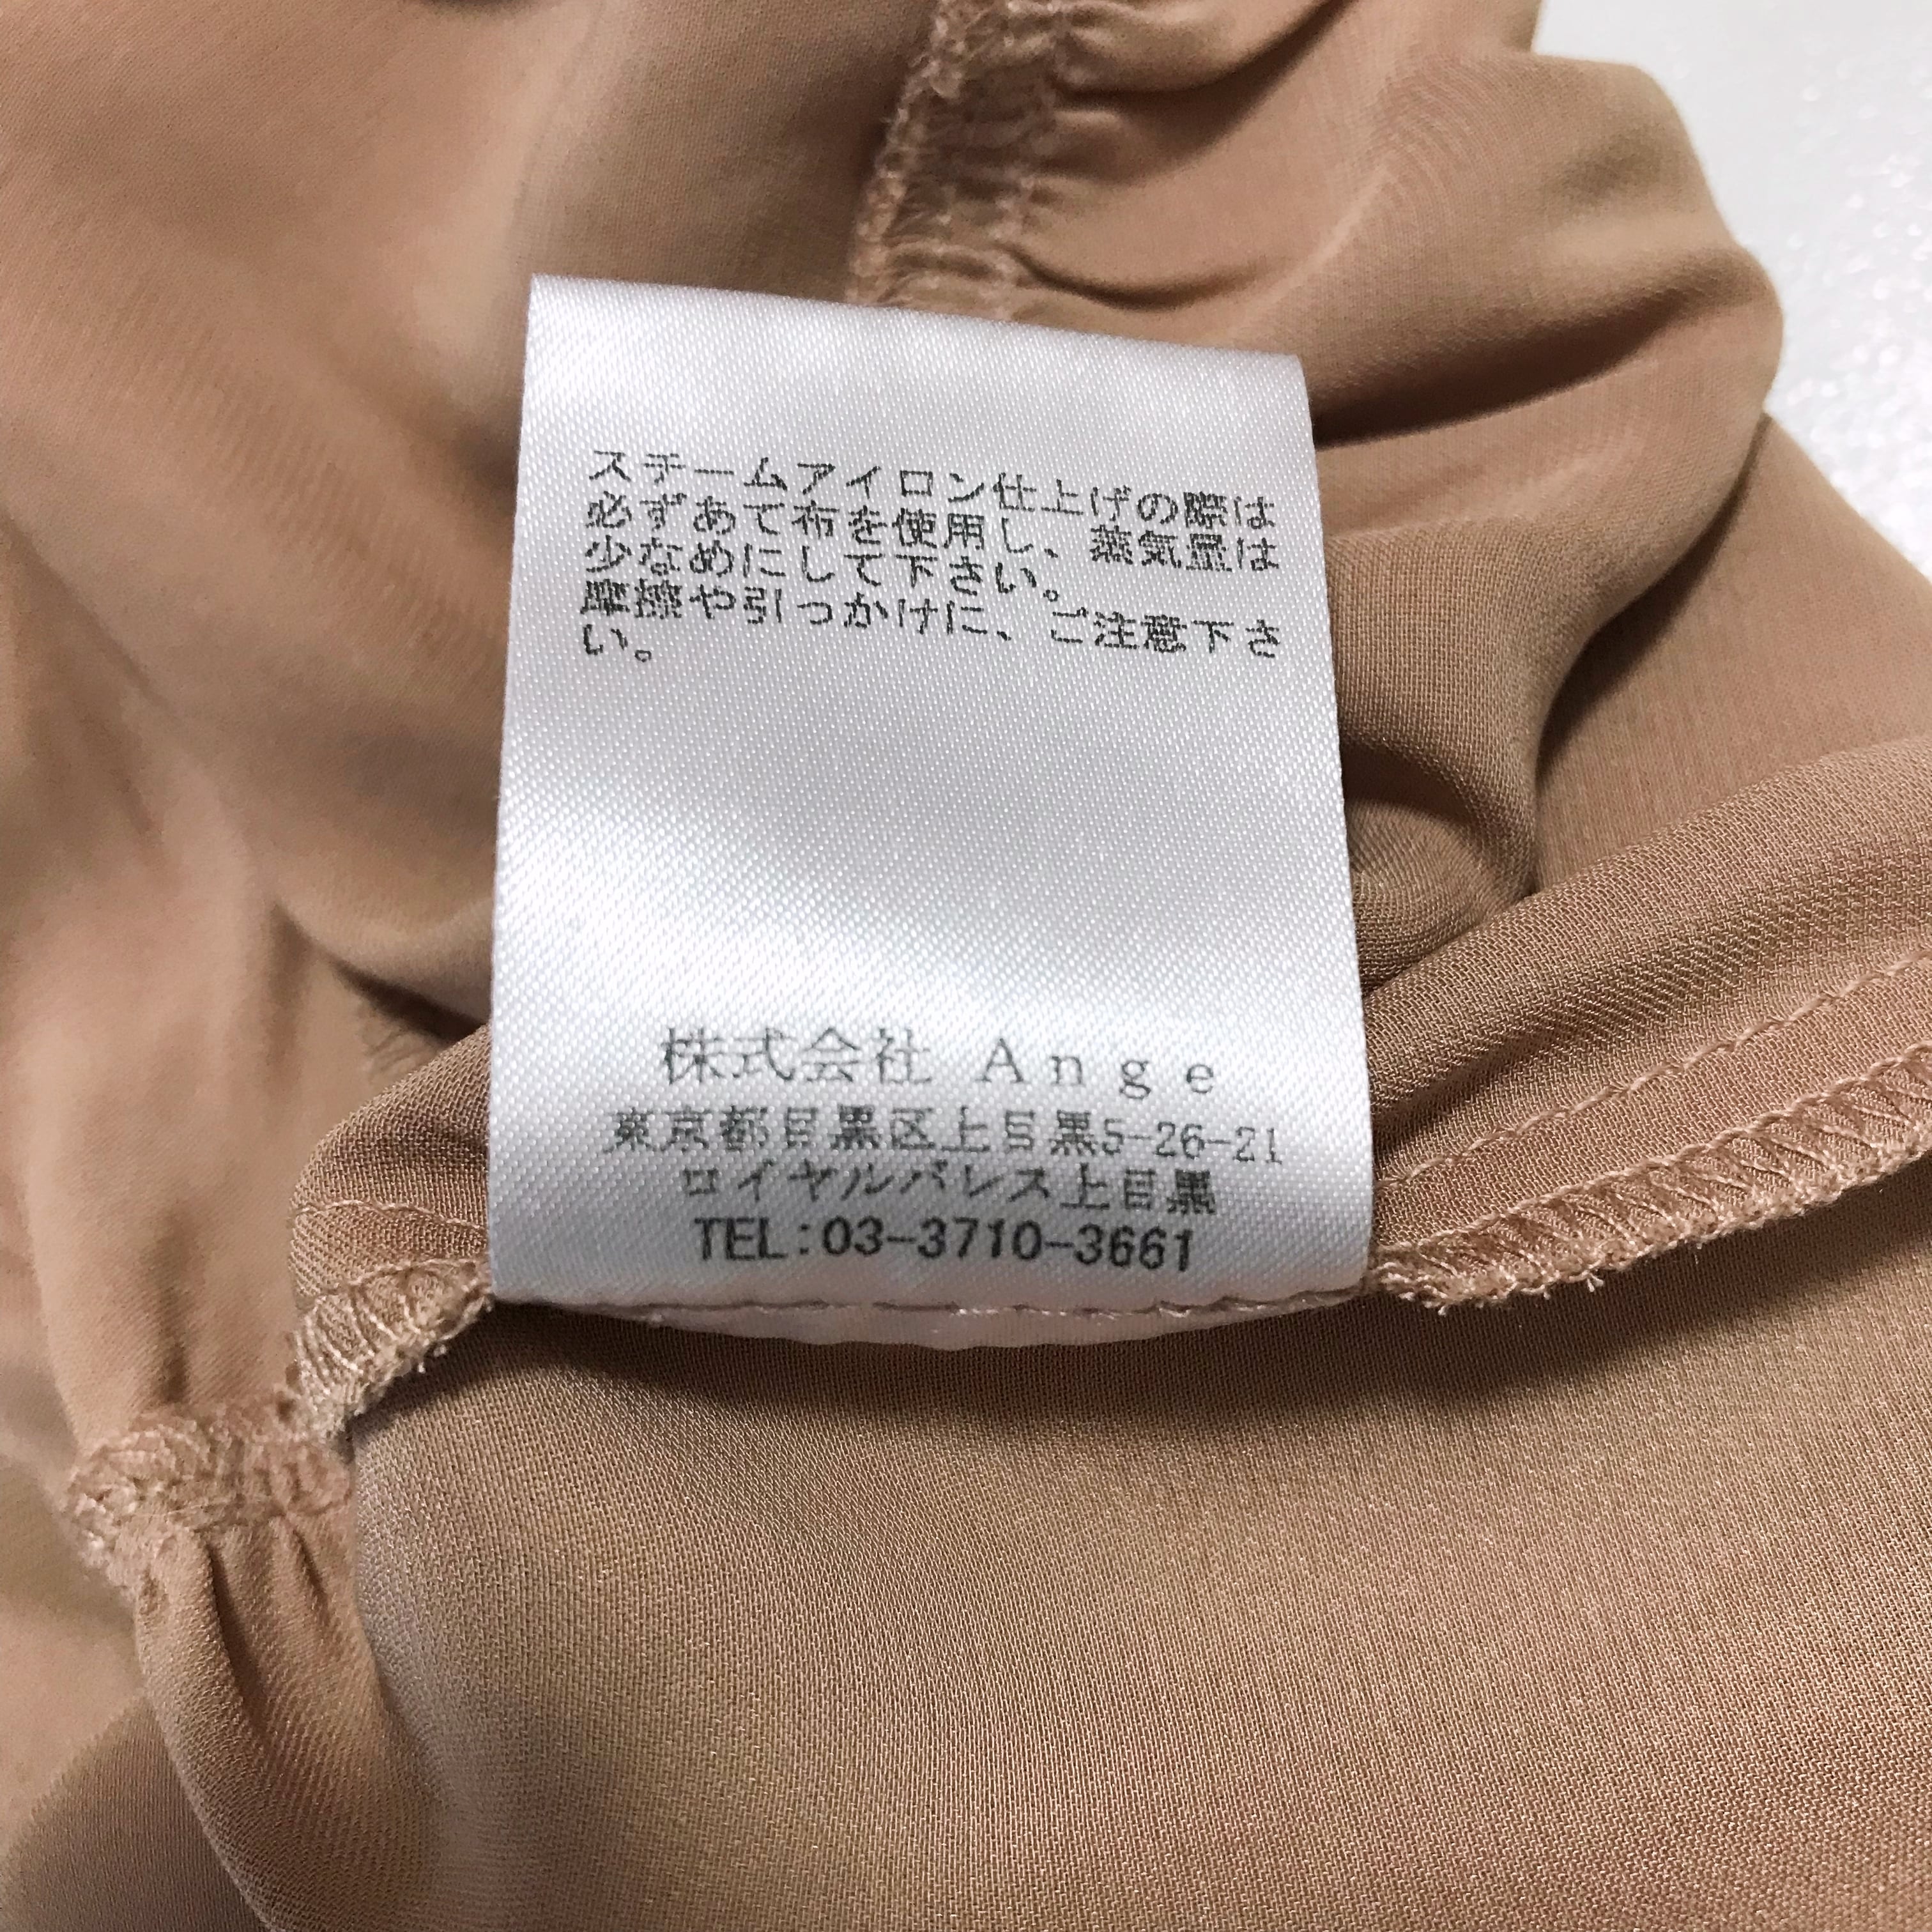 スチームアイロン仕上げの際は
必ずあて布を使用し、蒸気量は
少なめにして下さい。
摩擦や引っかけに、ご注意下さ
い。
株式会社 Ange
東京都目黒区上目黒5-26-21
ロイヤルパレス上目黒
TEL:03-3710-3661